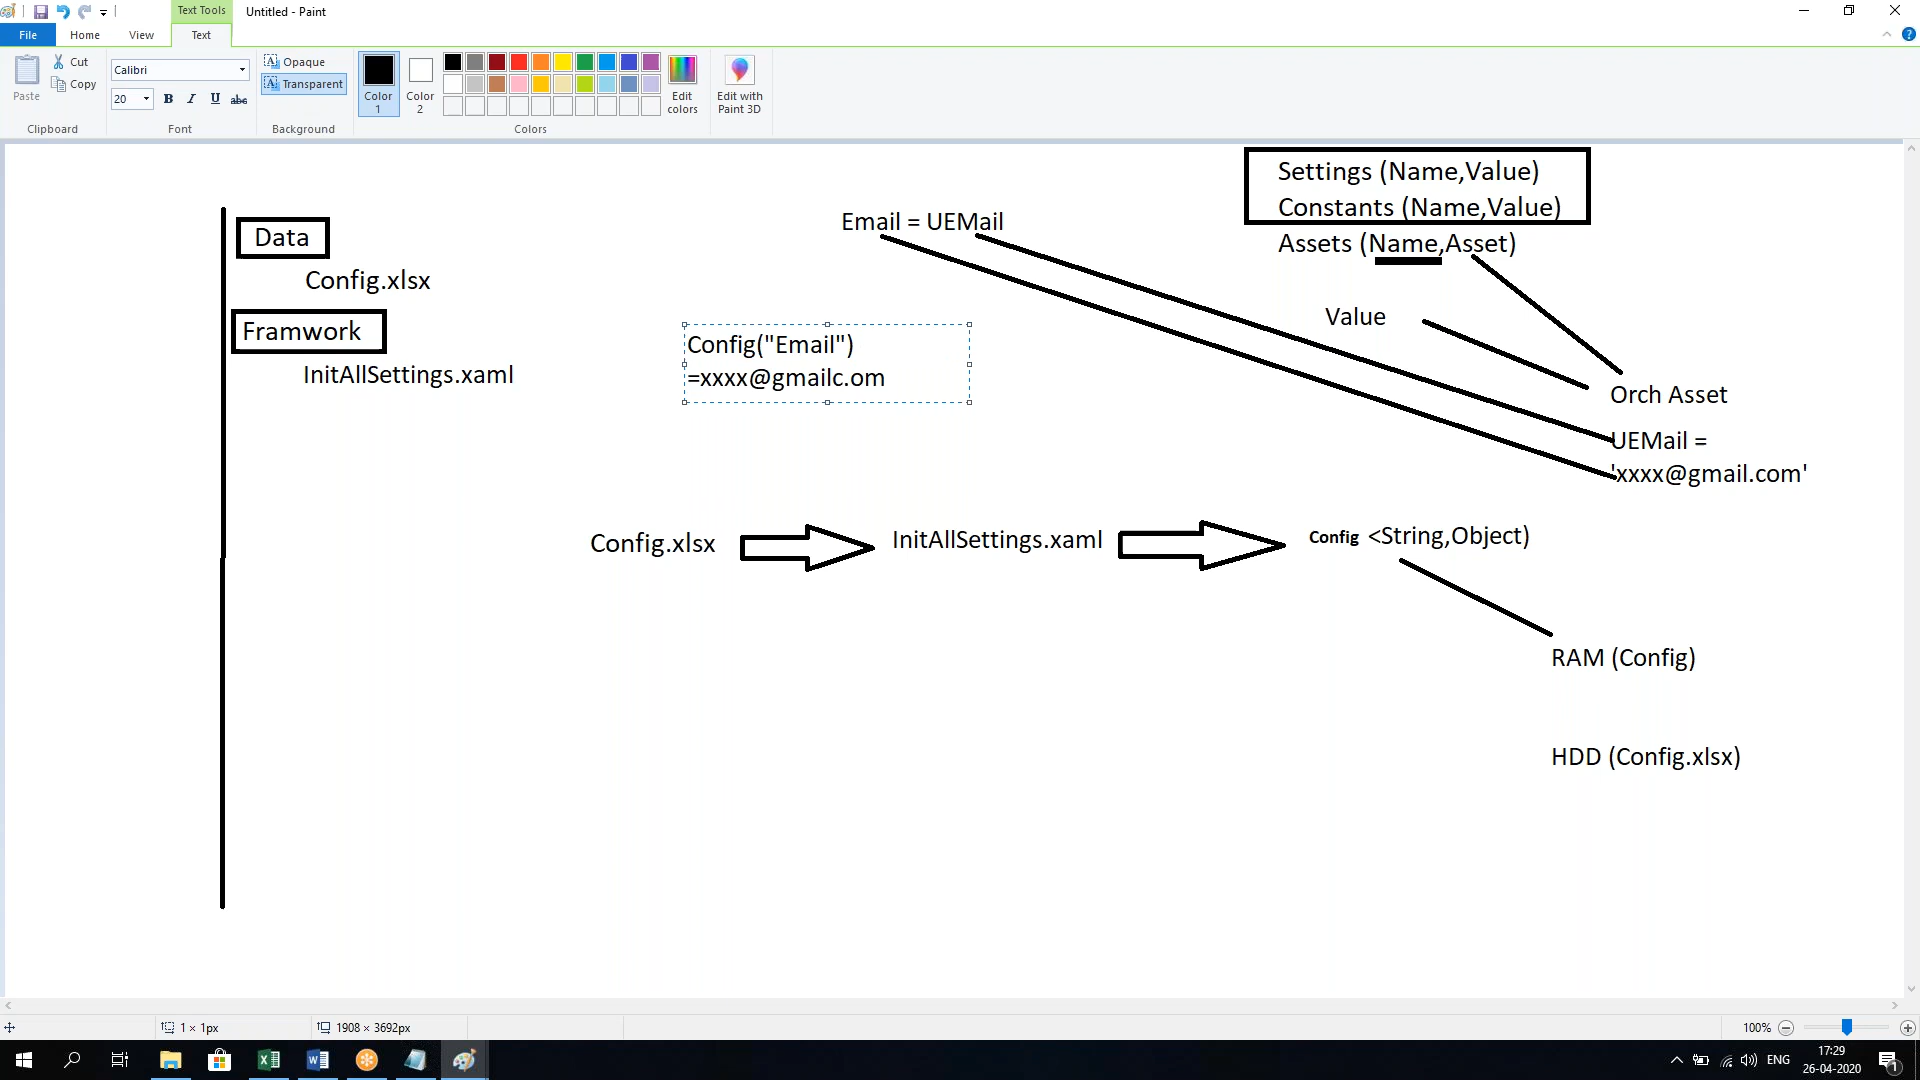 Text Tools
Untitled - Paint
File
Home
View
Text
Paste
Cut
Copy
Clipboard
Calibri
20
B I U abc
Font
Opaque
Transparent
Background
Color
1
Color
2
Colors
Edit
colors
Edit with
Paint 3D
Data
Config.xlsx
Framwork
InitAllSettings.xaml
Email = UEMail
Config("Email")
=xxxx@gmailc.om
Settings (Name,Value)
Constants (Name,Value)
Assets (Name,Asset)
Value
Orch Asset
UEMail =
'xxxx@gmail.com'
Config.xlsx
InitAllSettings.xaml
Config <String,Object)
RAM (Config)
HDD (Config.xlsx)
1 × 1px
1908 × 3692px
100%
ENG
17:29
26-04-2020
1